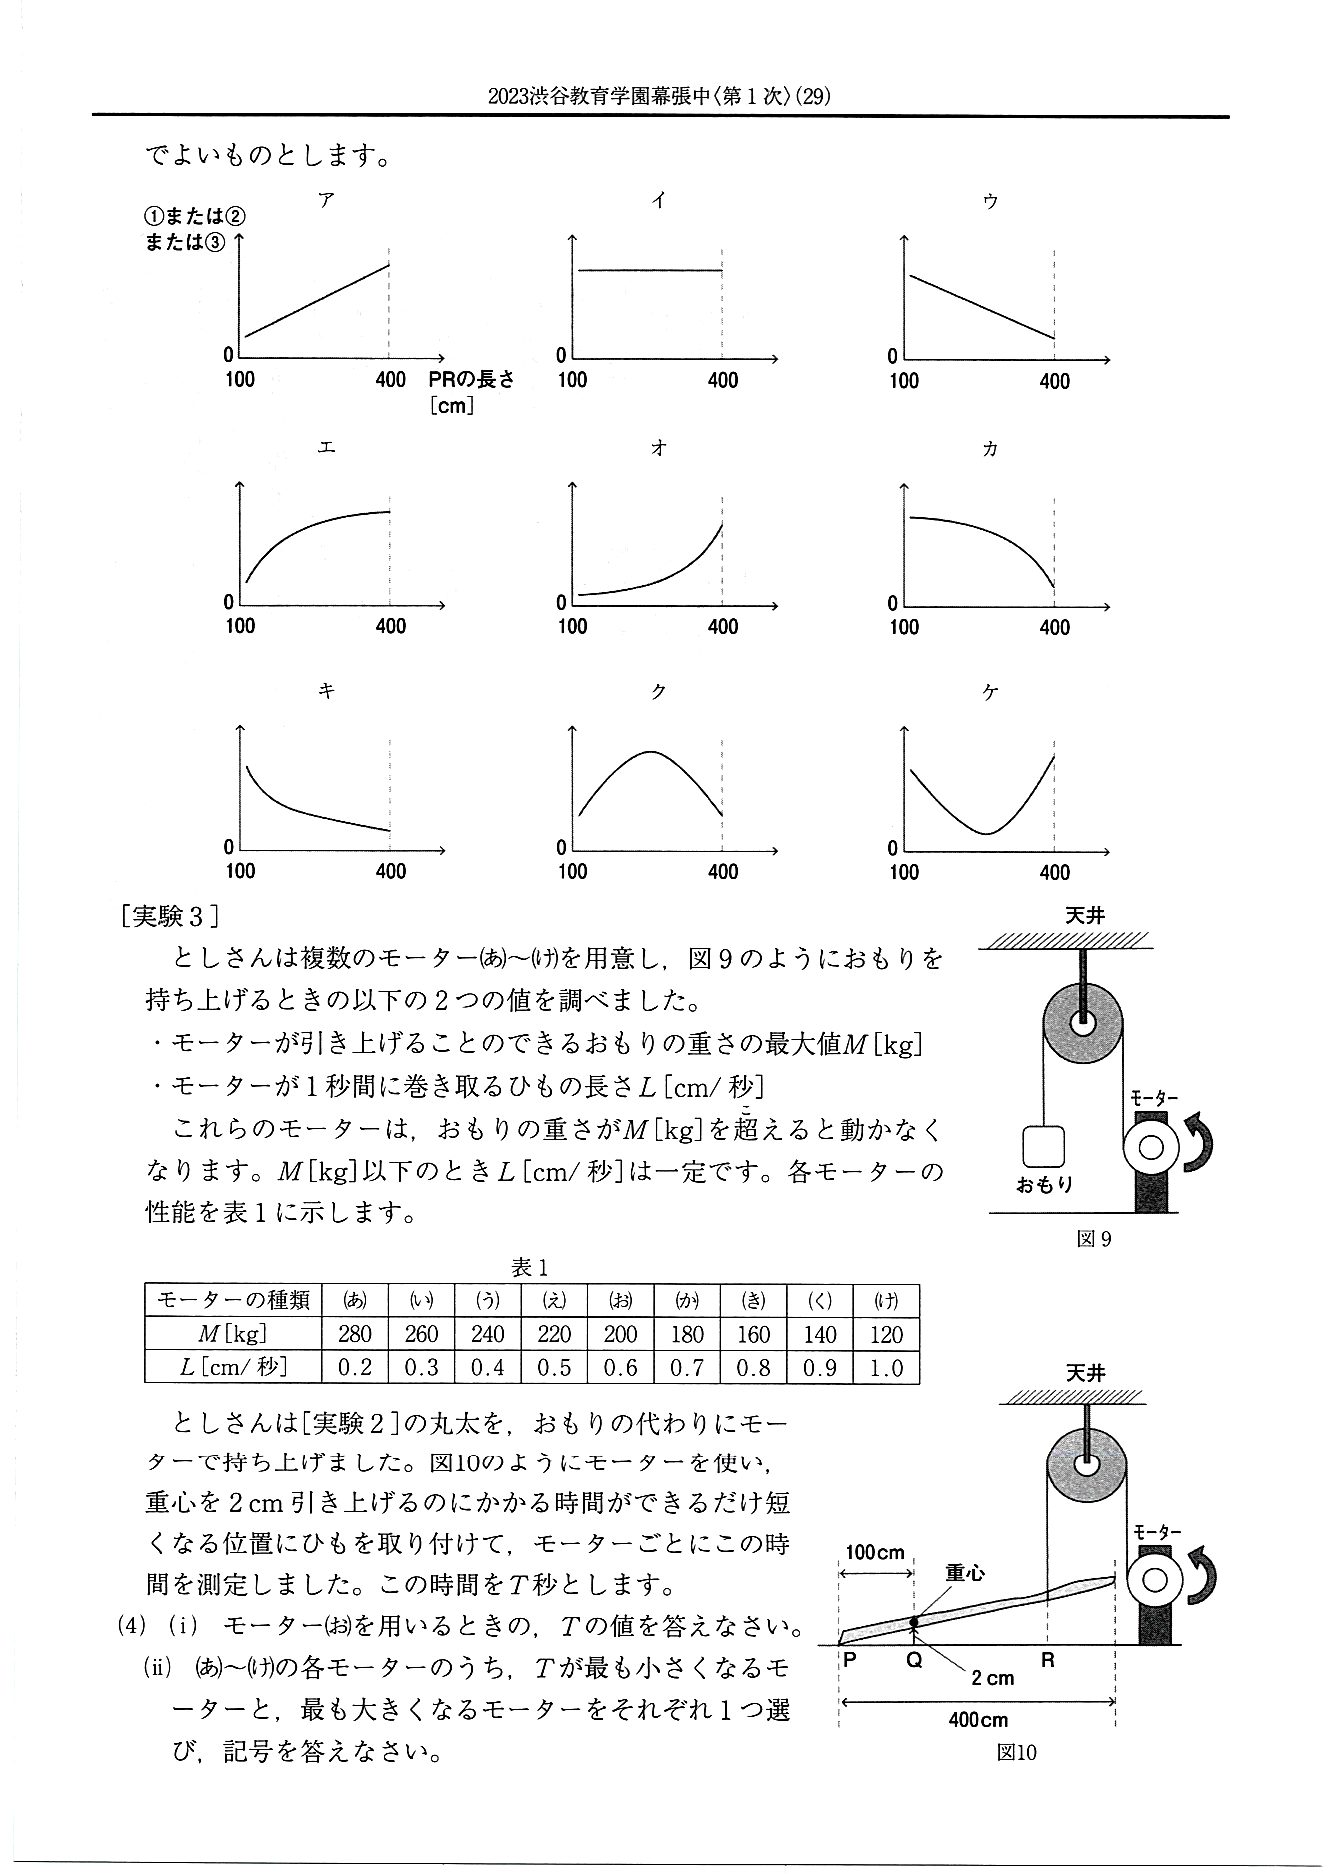 2023渋谷教育学園幕張中〈第1次〉(29)
でよいものとします。
ア
イ
ウ
①または②
または③
0
100
400
PRの長さ
[cm]
0
100
400
0
100
400
エ
オ
カ
0
100
400
0
100
400
0
100
400
キ
ク
ケ
0
100
400
0
100
400
0
100
400
[実験3]
としさんは複数のモーター(あ)～(け)を用意し，図9のようにおもりを
持ち上げるときの以下の2つの値を調べました。
・モーターが引き上げることのできるおもりの重さの最大値M[kg]
・モーターが1秒間に巻き取るひもの長さL[cm/秒]
これらのモーターは，おもりの重さがM[kg]を超えると動かなく
こ
なります。M[kg]以下のときL[cm/秒]は一定です。各モーターの
性能を表1に示します。
天井
モーター
おもり
図9
表1
モーターの種類 (あ) (い) (う) (え) (お) (か) (き) (く) (け)
M[kg] 280 260 240 220 200 180 160 140 120
L[cm/秒] 0.2 0.3 0.4 0.5 0.6 0.7 0.8 0.9 1.0
としさんは[実験2]の丸太を，おもりの代わりにモー
ターで持ち上げました。図10のようにモーターを使い，
重心を2cm引き上げるのにかかる時間ができるだけ短
くなる位置にひもを取り付けて，モーターごとにこの時
間を測定しました。この時間をT秒とします。
(4) (i) モーター(お)を用いるときの，Tの値を答えなさい。
(ii) (あ)～(け)の各モーターのうち，Tが最も小さくなるモ
ーターと，最も大きくなるモーターをそれぞれ1つ選
び，記号を答えなさい。
天井
モーター
100cm
重心
P
Q
R
2cm
400cm
図10